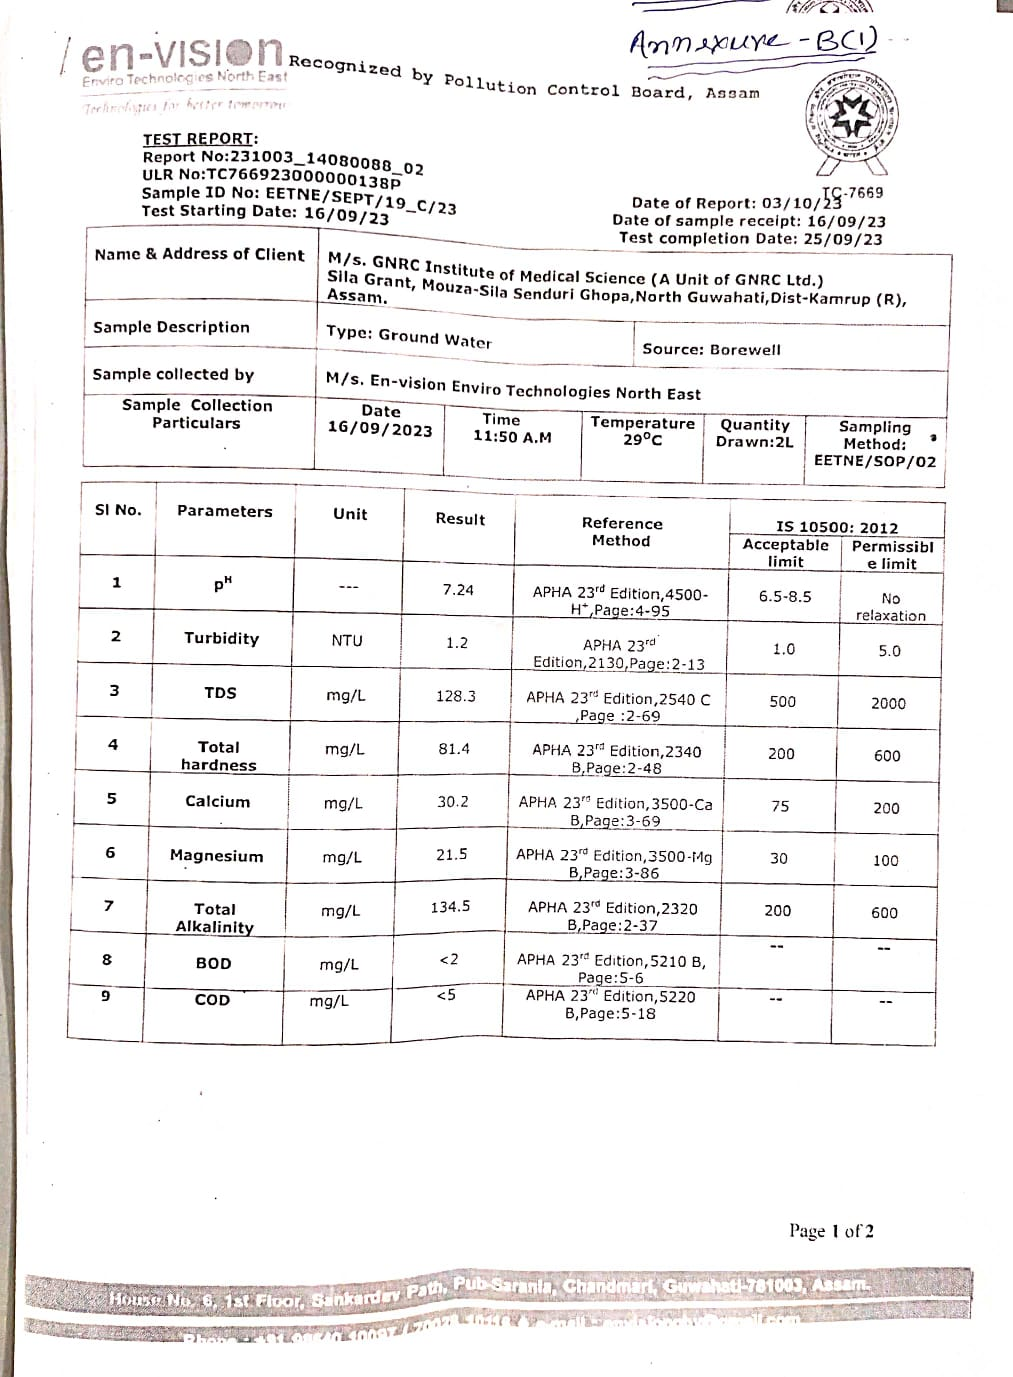 Annexure - B(1)
en-VISION
Enviro Technologies North East
Technologies for better tomorrow
Recognized by Pollution Control Board, Assam
TC-7669
TEST REPORT:
Report No:231003_14080088_02
ULR No:TC766923000000138P
Sample ID No: EETNE/SEPT/19_C/23
Test Starting Date: 16/09/23
Date of Report: 03/10/23
Date of sample receipt: 16/09/23
Test completion Date: 25/09/23
Name & Address of Client
M/s. GNRC Institute of Medical Science (A Unit of GNRC Ltd.)
Sila Grant, Mouza-Sila Senduri Ghopa,North Guwahati,Dist-Kamrup (R),
Assam.
Sample Description
Type: Ground Water
Source: Borewell
Sample collected by
M/s. En-vision Enviro Technologies North East
Sample Collection
Particulars
Date
16/09/2023
Time
11:50 A.M
Temperature
29°C
Quantity
Drawn:2L
Sampling
Method:
EETNE/SOP/02
Sl No. Parameters Unit Result Reference
Method
IS 10500: 2012
Acceptable
limit
Permissibl
e limit
1 pH --- 7.24 APHA 23rd Edition,4500-
H+,Page:4-95
6.5-8.5 No
relaxation
2 Turbidity NTU 1.2 APHA 23rd
Edition,2130,Page:2-13
1.0 5.0
3 TDS mg/L 128.3 APHA 23rd Edition,2540 C
,Page :2-69
500 2000
4 Total
hardness
mg/L 81.4 APHA 23rd Edition,2340
B,Page:2-48
200 600
5 Calcium mg/L 30.2 APHA 23rd Edition,3500-Ca
B,Page:3-69
75 200
6 Magnesium mg/L 21.5 APHA 23rd Edition,3500-Mg
B,Page:3-86
30 100
7 Total
Alkalinity
mg/L 134.5 APHA 23rd Edition,2320
B,Page:2-37
200 600
8 BOD mg/L <2 APHA 23rd Edition,5210 B,
Page:5-6
-- --
9 COD mg/L <5 APHA 23rd Edition,5220
B,Page:5-18
-- --
Page 1 of 2
House No. 6, 1st Floor, Sankardev Path, Pub-Sarania, Chandmari, Guwahati-781003, Assam.
Phone : +91